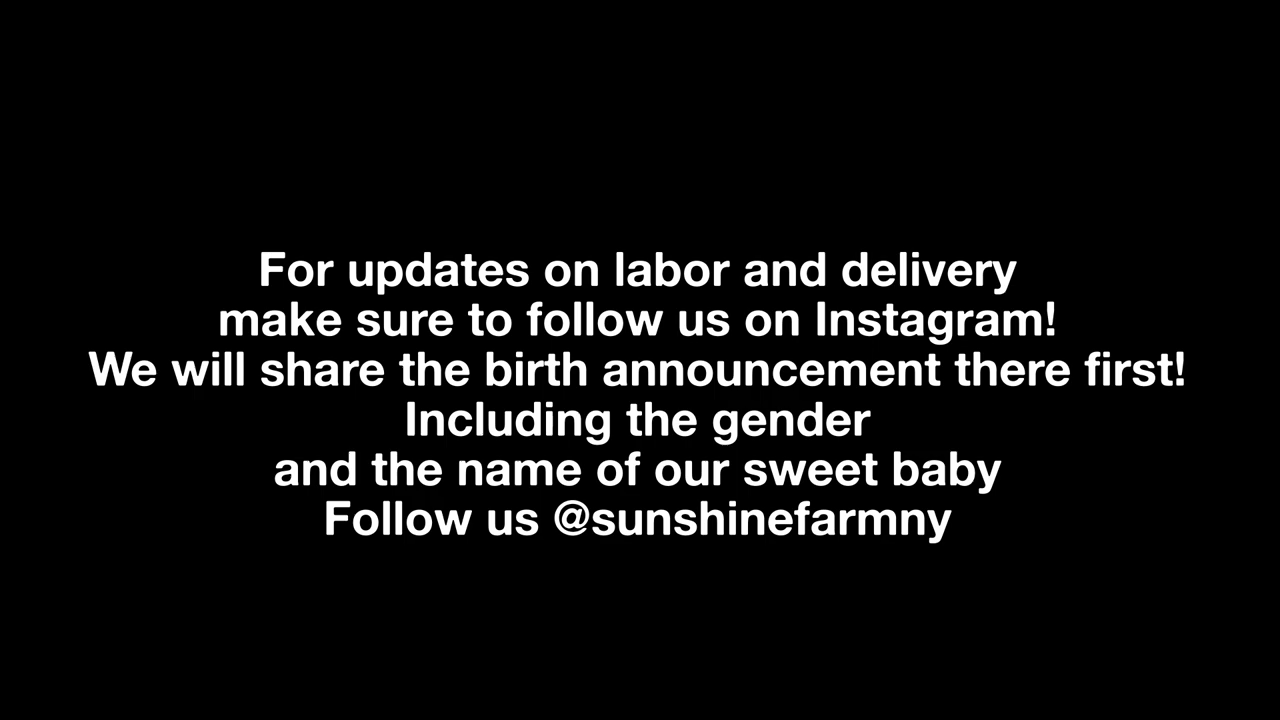 For updates on labor and delivery
make sure to follow us on Instagram!
We will share the birth announcement there first!
Including the gender
and the name of our sweet baby
Follow us @sunshinefarmny